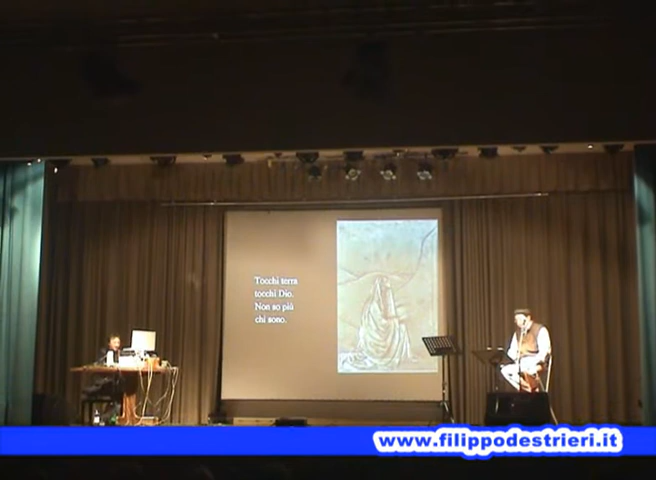 Tocchi terra
tocchi Dio.
Non so più
chi sono.
www.filippodestrieri.it